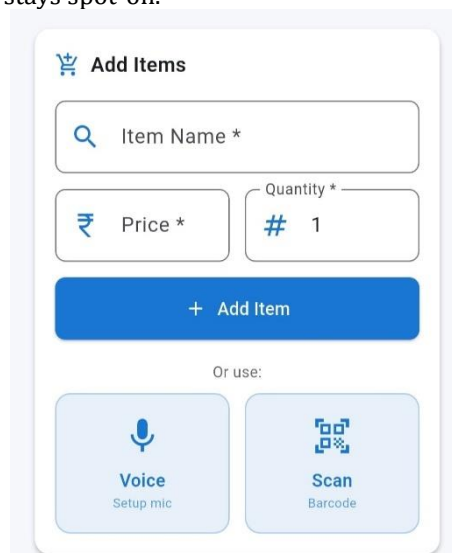 stays spot-on.
Add Items
Item Name *
Quantity *
₹ Price * # 1
+ Add Item
Or use:
Voice Scan
Setup mic Barcode